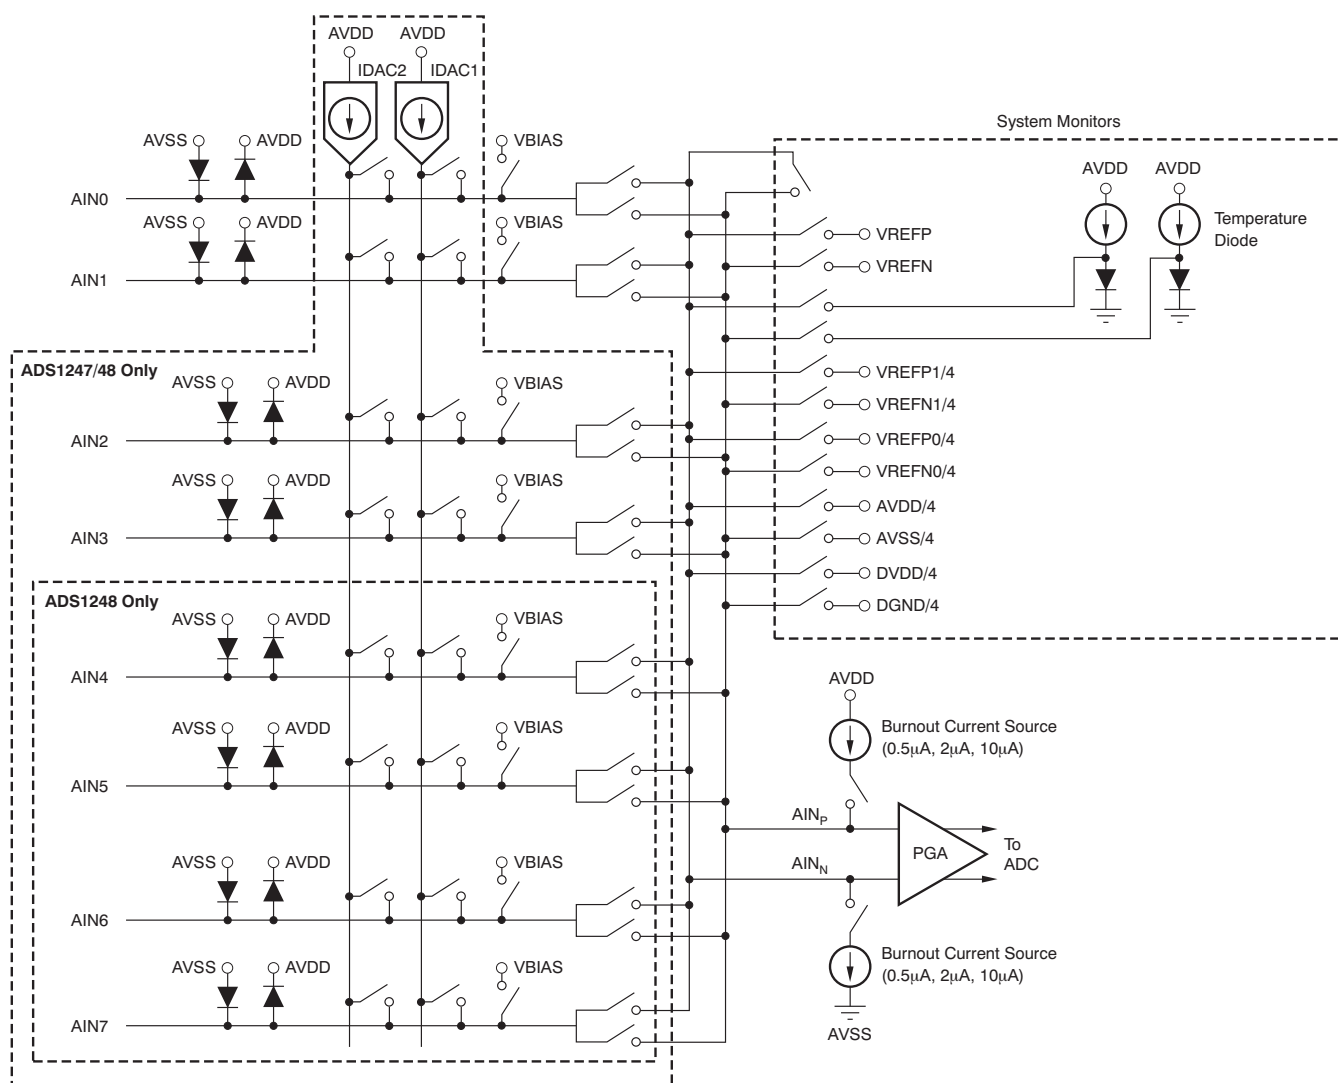 AVDD AVDD
IDAC2 IDAC1
AVSS AVDD VBIAS
AIN0
AVSS AVDD VBIAS
AIN1
ADS1247/48 Only
AVSS AVDD VBIAS
AIN2
AVSS AVDD VBIAS
AIN3
ADS1248 Only
AVSS AVDD VBIAS
AIN4
AVSS AVDD VBIAS
AIN5
AVSS AVDD VBIAS
AIN6
AVSS AVDD VBIAS
AIN7
System Monitors
AVDD AVDD
Temperature
Diode
VREFP
VREFN
VREFP1/4
VREFN1/4
VREFP0/4
VREFN0/4
AVDD/4
AVSS/4
DVDD/4
DGND/4
AVDD
Burnout Current Source
(0.5μA, 2μA, 10μA)
AINP
PGA
To
ADC
AINN
Burnout Current Source
(0.5μA, 2μA, 10μA)
AVSS